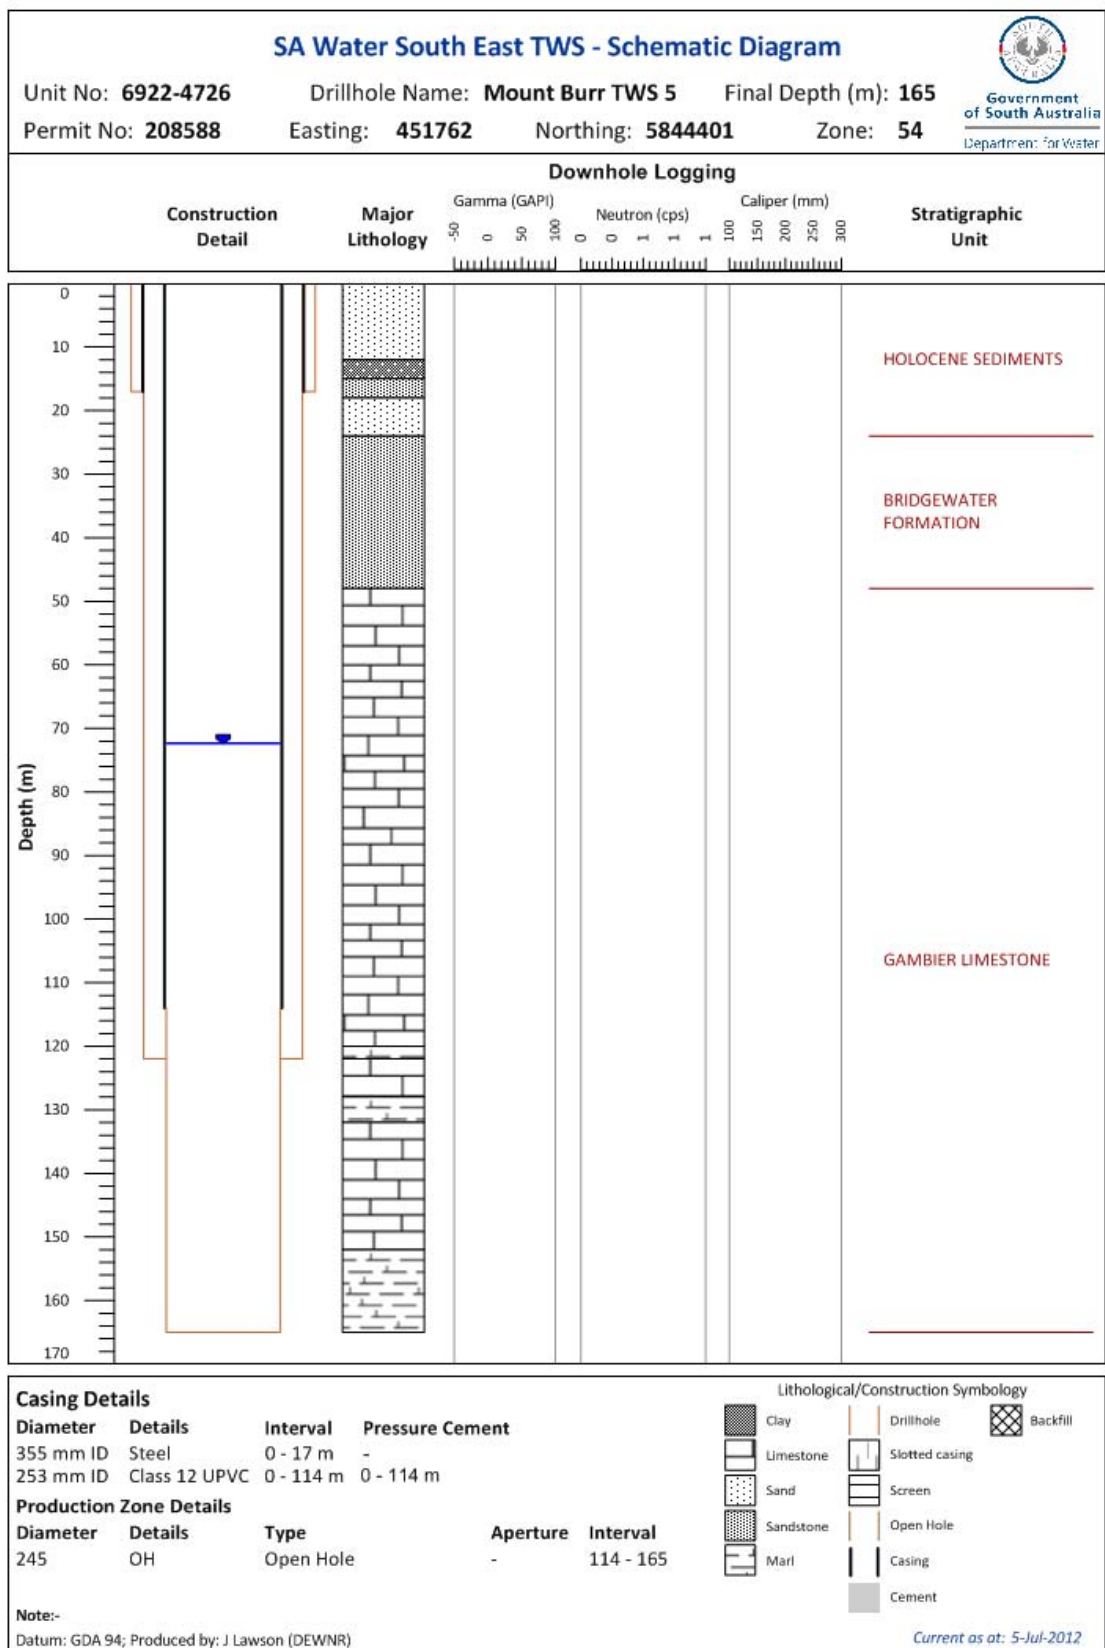 SA Water South East TWS - Schematic Diagram
Unit No: 6922-4726 Drillhole Name: Mount Burr TWS 5 Final Depth (m): 165
Permit No: 208588 Easting: 451762 Northing: 5844401 Zone: 54
SOUTH AUSTRALIA
Government
of South Australia
Department for Water
Downhole Logging
Construction
Detail
Major
Lithology
Gamma (GAPI)
-50 0 50 100
Neutron (cps)
0 0 1 1 1
Caliper (mm)
100 150 200 250 300
Stratigraphic
Unit
Depth (m)
0
10
20
30
40
50
60
70
80
90
100
110
120
130
140
150
160
170
HOLOCENE SEDIMENTS
BRIDGEWATER
FORMATION
GAMBIER LIMESTONE
Casing Details
Diameter Details Interval Pressure Cement
355 mm ID Steel 0 - 17 m -
253 mm ID Class 12 UPVC 0 - 114 m 0 - 114 m
Production Zone Details
Diameter Details Type Aperture Interval
245 OH Open Hole - 114 - 165
Note:-
Datum: GDA 94; Produced by: J Lawson (DEWNR)
Lithological/Construction Symbology
Clay Drillhole Backfill
Limestone Slotted casing
Sand Screen
Sandstone Open Hole
Marl Casing
Cement
Current as at: 5-Jul-2012